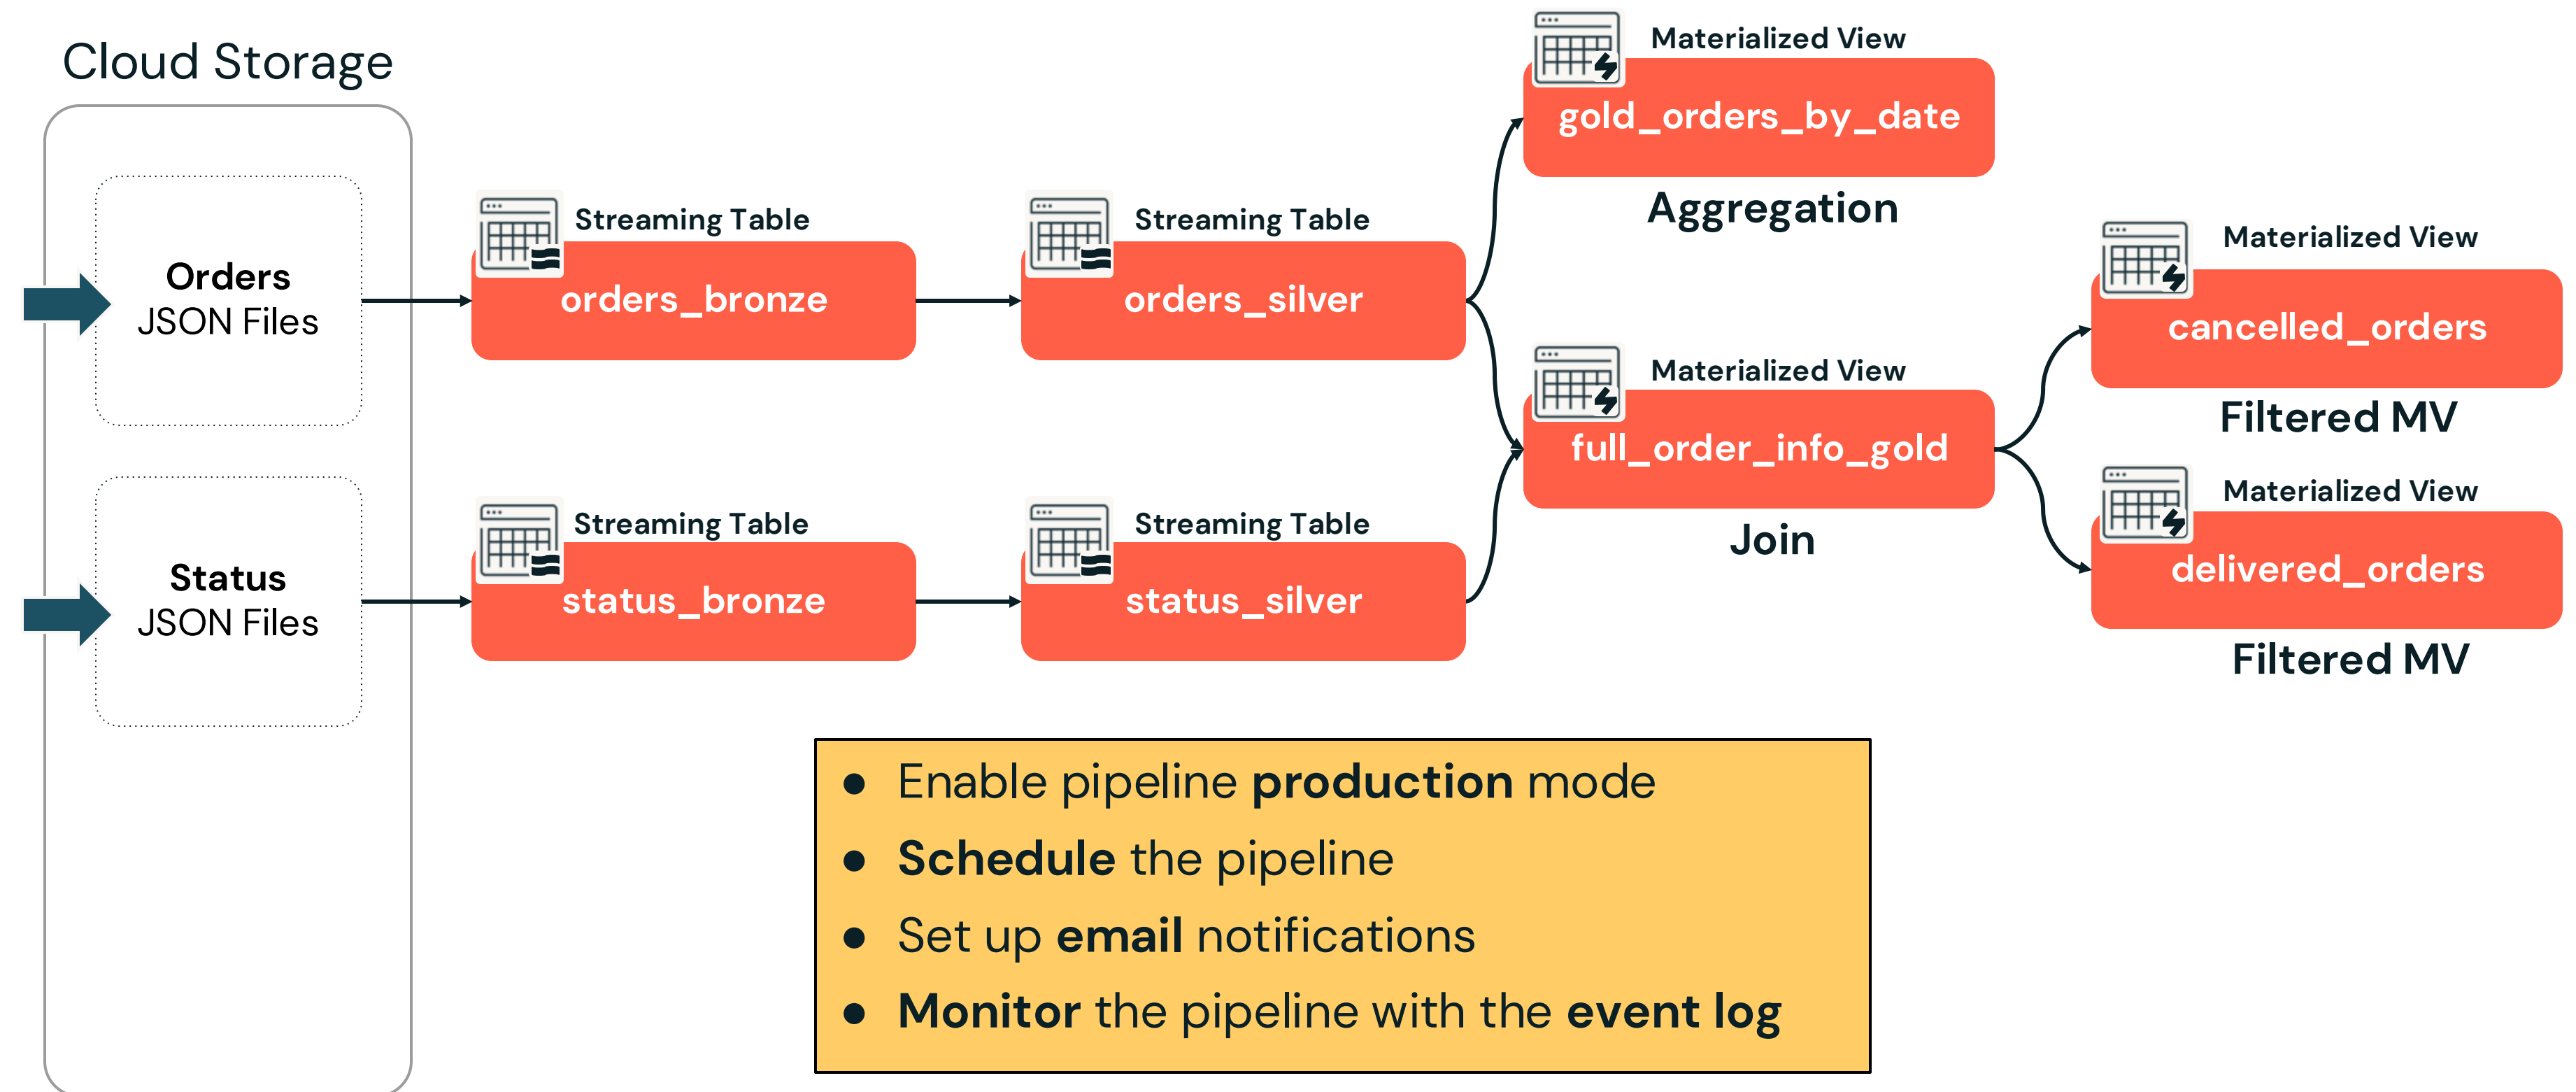 Cloud Storage
Orders
JSON Files
Status
JSON Files
Streaming Table
orders_bronze
Streaming Table
orders_silver
Streaming Table
status_bronze
Streaming Table
status_silver
Materialized View
gold_orders_by_date
Aggregation
Materialized View
full_order_info_gold
Join
Materialized View
cancelled_orders
Filtered MV
Materialized View
delivered_orders
Filtered MV
● Enable pipeline production mode
● Schedule the pipeline
● Set up email notifications
● Monitor the pipeline with the event log